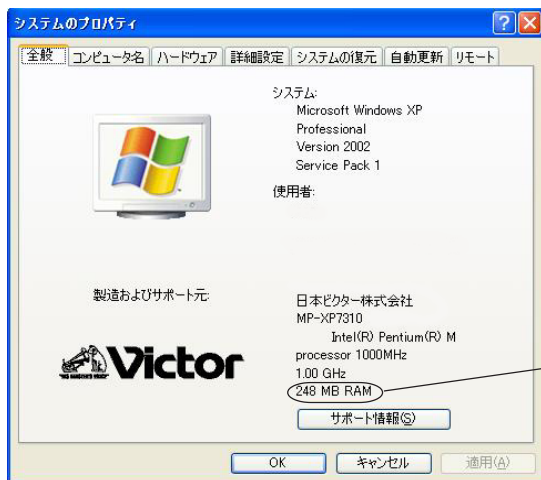 システムのプロパティ
全般 コンピュータ名 ハードウェア 詳細設定 システムの復元 自動更新 リモート
システム:
Microsoft Windows XP
Professional
Version 2002
Service Pack 1
使用者:
製造およびサポート元:
日本ビクター株式会社
MP-XP7310
Intel(R) Pentium(R) M
processor 1000MHz
1.00 GHz
248 MB RAM
Victor
サポート情報(S)
OK キャンセル 適用(A)